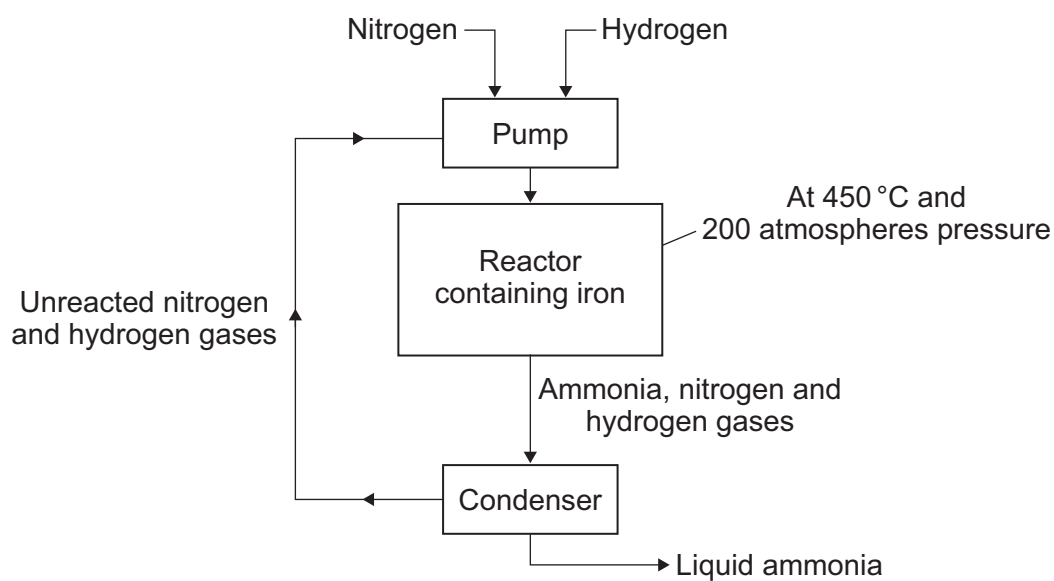 Nitrogen
Hydrogen
Pump
At 450 °C and
200 atmospheres pressure
Reactor
containing iron
Unreacted nitrogen
and hydrogen gases
Ammonia, nitrogen and
hydrogen gases
Condenser
Liquid ammonia